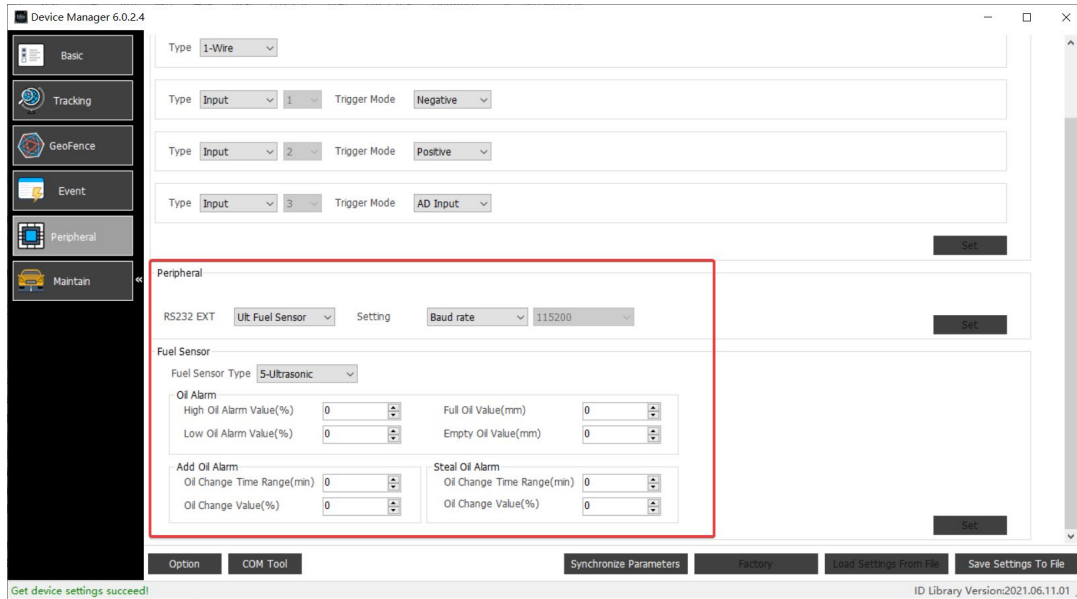 Device Manager 6.0.2.4
Basic
Tracking
GeoFence
Event
Peripheral
Maintain
«
Type 1-Wire
Type Input 1 Trigger Mode Negative
Type Input 2 Trigger Mode Positive
Type Input 3 Trigger Mode AD Input
Set
Peripheral
RS232 EXT Ult Fuel Sensor Setting Baud rate 115200
Set
Fuel Sensor
Fuel Sensor Type 5-Ultrasonic
Oil Alarm
High Oil Alarm Value(%) 0 Full Oil Value(mm) 0
Low Oil Alarm Value(%) 0 Empty Oil Value(mm) 0
Add Oil Alarm Steal Oil Alarm
Oil Change Time Range(min) 0 Oil Change Time Range(min) 0
Oil Change Value(%) 0 Oil Change Value(%) 0
Set
Option COM Tool Synchronize Parameters Factory Load Settings From File Save Settings To File
Get device settings succeed! ID Library Version:2021.06.11.01